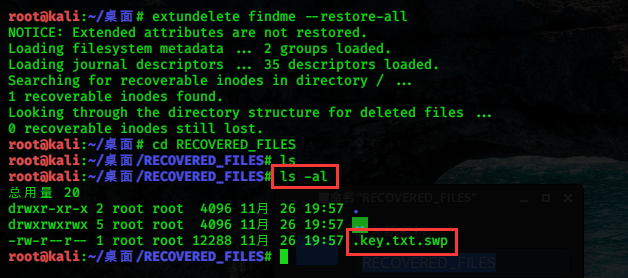 root@kali:~/桌面# extundelete findme --restore-all
NOTICE: Extended attributes are not restored.
Loading filesystem metadata ... 2 groups loaded.
Loading journal descriptors ... 35 descriptors loaded.
Searching for recoverable inodes in directory / ...
1 recoverable inodes found.
Looking through the directory structure for deleted files ...
0 recoverable inodes still lost.
root@kali:~/桌面# cd RECOVERED_FILES
root@kali:~/桌面/RECOVERED_FILES# ls
root@kali:~/桌面/RECOVERED_FILES# ls -al
总用量 20
drwxr-xr-x 2 root root  4096 11月  26 19:57 .
drwxrwxrwx 5 root root  4096 11月  26 19:57 ..
-rw-r--r-- 1 root root 12288 11月  26 19:57 .key.txt.swp
root@kali:~/桌面/RECOVERED_FILES#
"RECOVERED_FILES"
RECOVERED_FILES